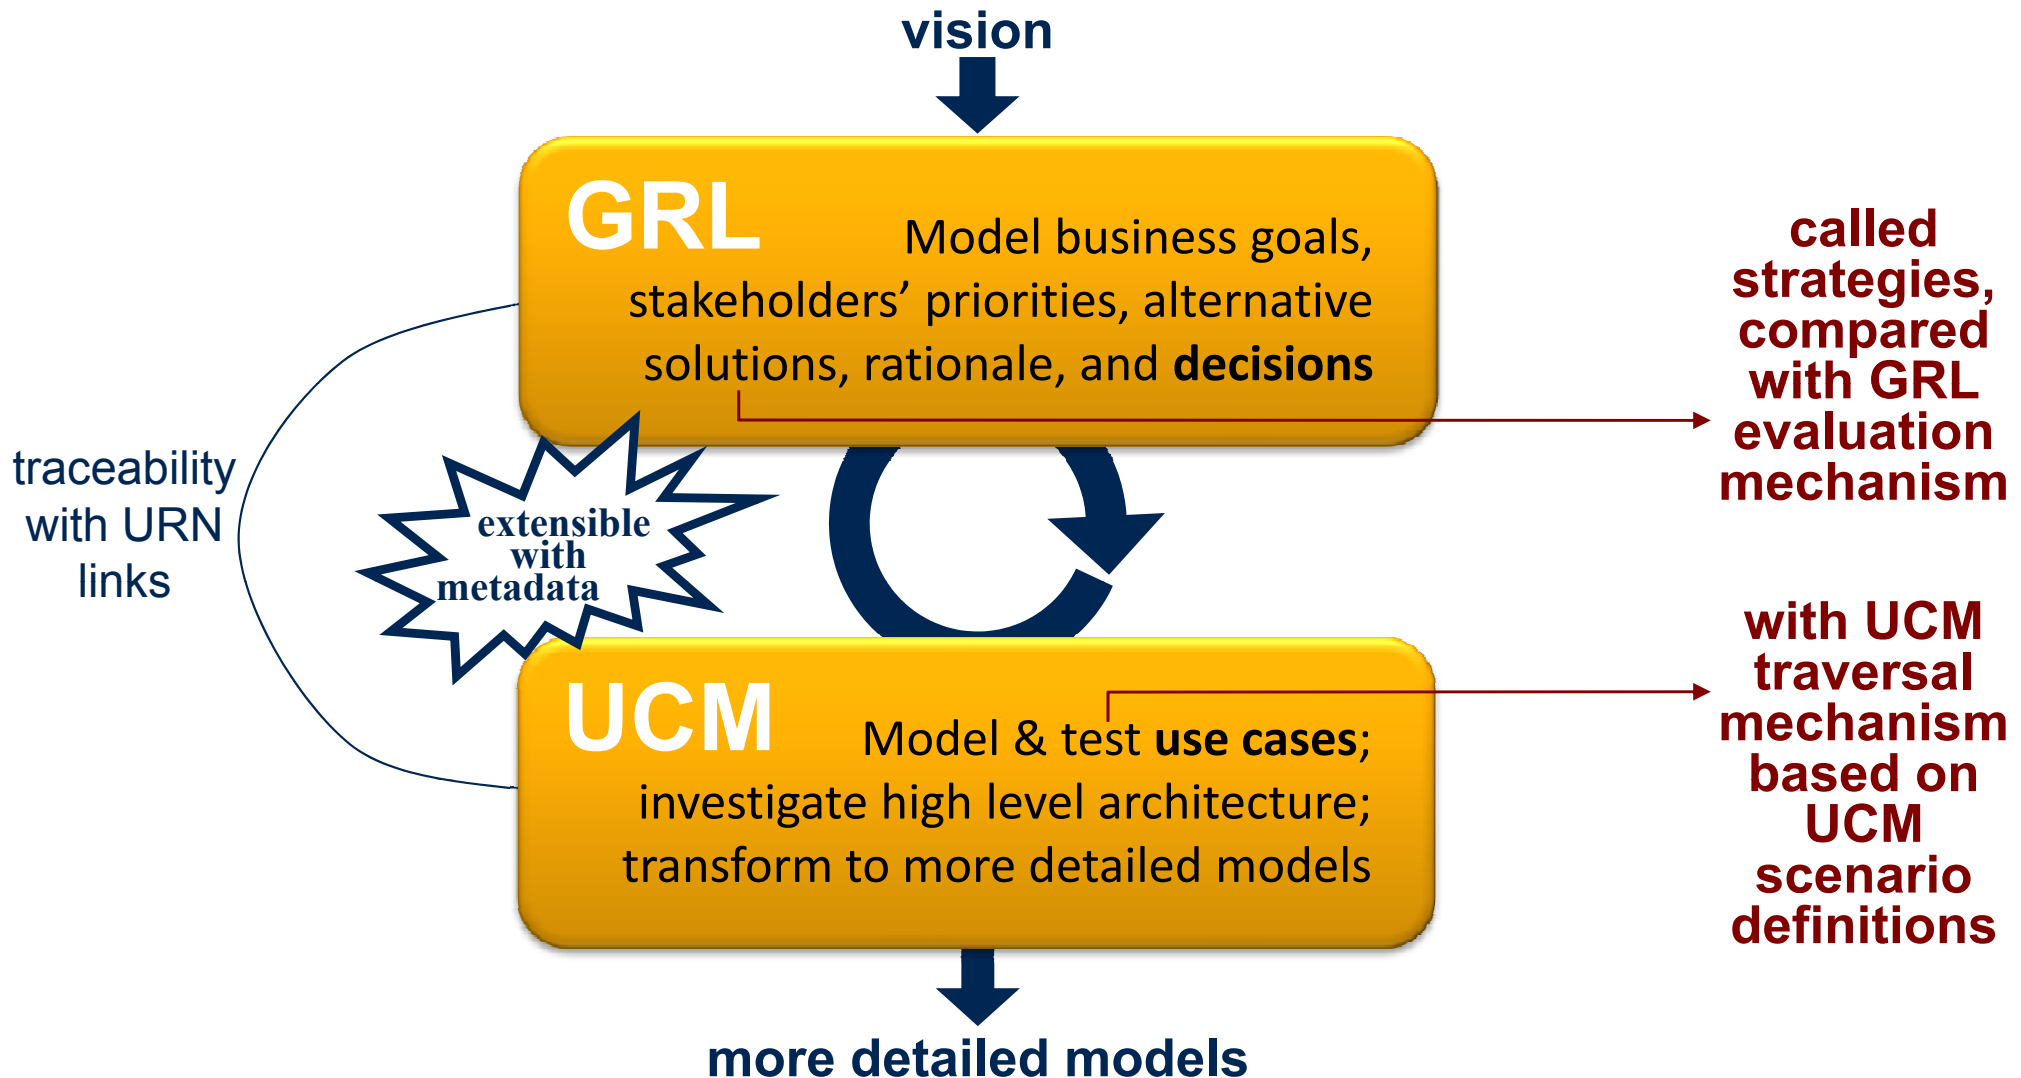 vision
GRL
Model business goals,
stakeholders’ priorities, alternative
solutions, rationale, and decisions
called
strategies,
compared
with GRL
evaluation
mechanism
traceability
with URN
links
extensible
with
metadata
UCM
Model & test use cases;
investigate high level architecture;
transform to more detailed models
with UCM
traversal
mechanism
based on
UCM
scenario
definitions
more detailed models